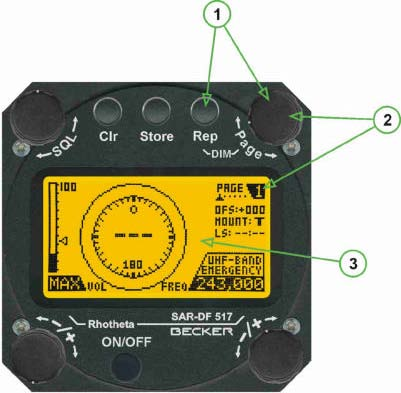 1
2
3
Clr Store Rep
SQL
Page
DIM
100
PAGE 1
OFS:+000
MOUNT: T
LS: --:--
0
---
180
UHF-BAND
EMERGENCY
MAX VOL FREQ 243,000
+/-
+/-
Rhotheta SAR-DF 517
BECKER
ON/OFF